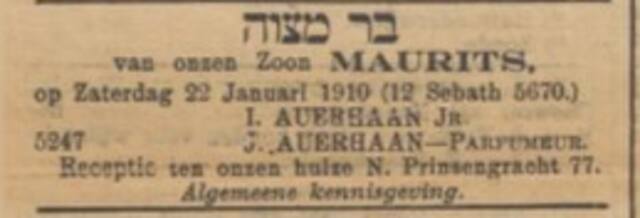 בר מצוה
van onzen Zoon MAURITS,
op Zaterdag 22 Januari 1910 (12 Sebath 5670.)
I. AUERHAAN JR.
5247 J. AUERHAAN—PARFUMEUR.
Receptie ten onzen huize N. Prinsengracht 77.
Algemeene kennisgeving.